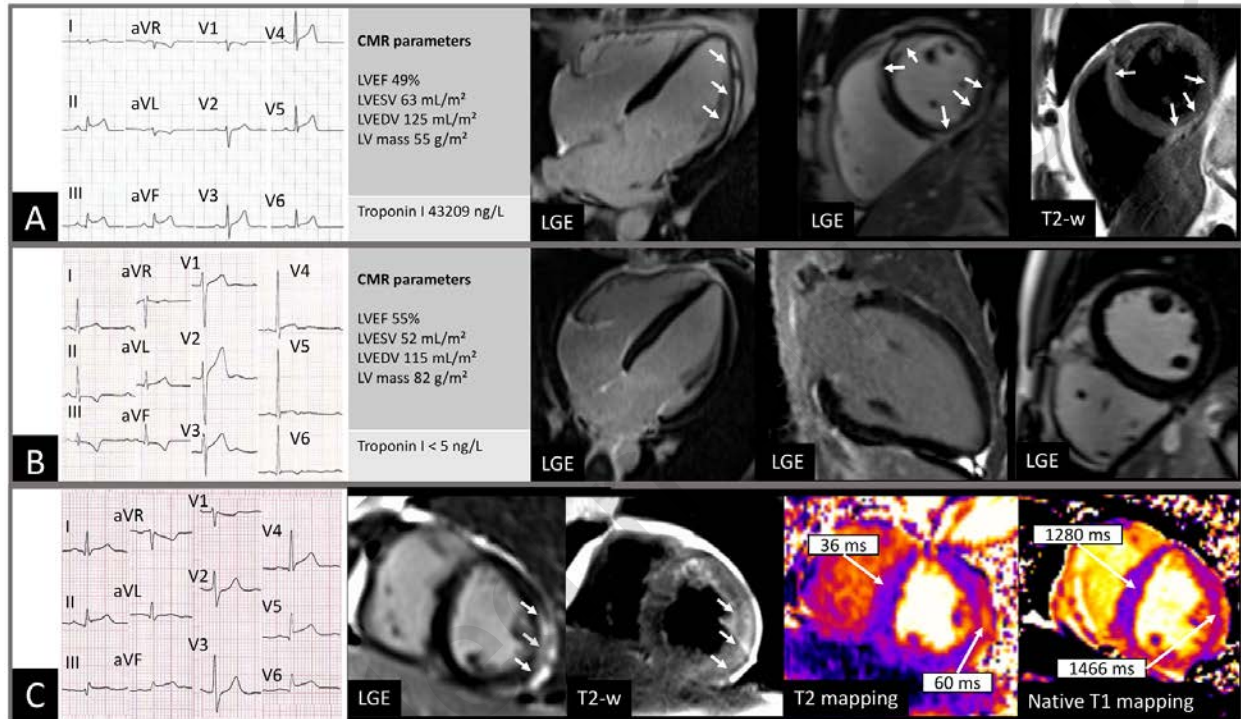 A
I
aVR
V1
V4
II
aVL
V2
V5
III
aVF
V3
V6
CMR parameters
LVEF 49%
LVESV 63 mL/m²
LVEDV 125 mL/m²
LV mass 55 g/m²
Troponin I 43209 ng/L
LGE
LGE
T2-w
B
I
aVR
V1
V4
II
aVL
V2
V5
III
aVF
V3
V6
CMR parameters
LVEF 55%
LVESV 52 mL/m²
LVEDV 115 mL/m²
LV mass 82 g/m²
Troponin I < 5 ng/L
LGE
LGE
LGE
C
I
aVR
V1
V4
II
aVL
V2
V5
III
aVF
V3
V6
LGE
T2-w
36 ms
60 ms
T2 mapping
1280 ms
1466 ms
Native T1 mapping